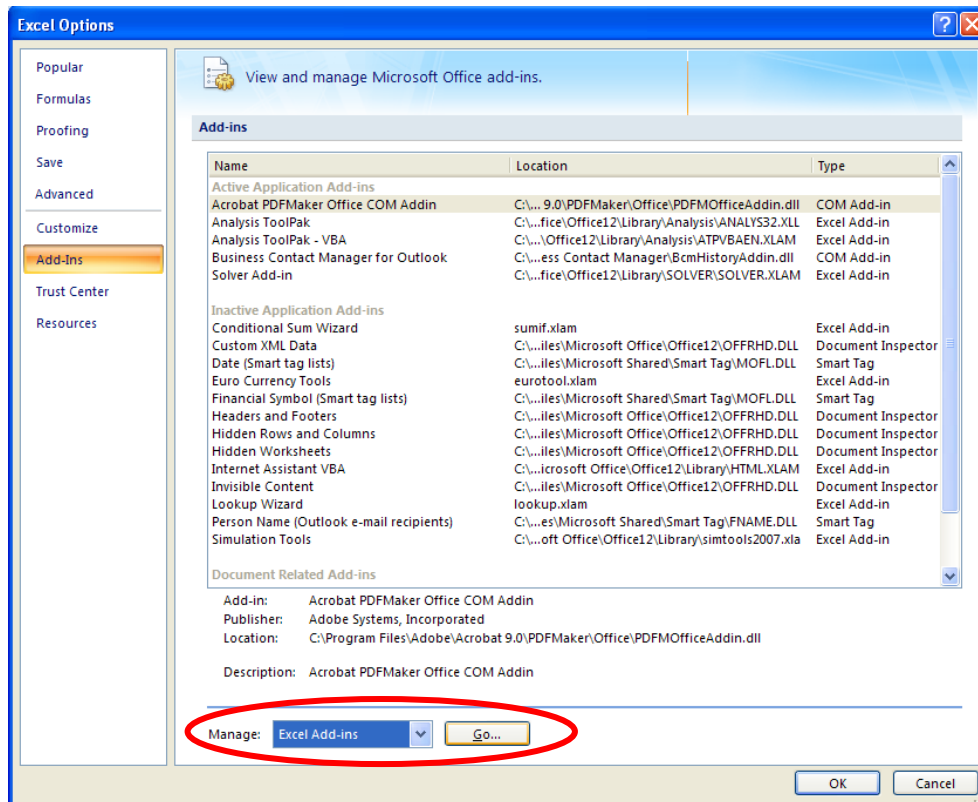 Excel Options
Popular
Formulas
Proofing
Save
Advanced
Customize
Add-Ins
Trust Center
Resources
View and manage Microsoft Office add-ins.
Add-ins
Name Location Type
Active Application Add-ins
Acrobat PDFMaker Office COM Addin C:\... 9.0\PDFMaker\Office\PDFMOfficeAddin.dll COM Add-in
Analysis ToolPak C:\...fice\Office12\Library\Analysis\ANALYS32.XLL Excel Add-in
Analysis ToolPak - VBA C:\...\Office12\Library\Analysis\ATPVBAEN.XLAM Excel Add-in
Business Contact Manager for Outlook C:\...ess Contact Manager\BcmHistoryAddin.dll COM Add-in
Solver Add-in C:\...fice\Office12\Library\SOLVER\SOLVER.XLAM Excel Add-in
Inactive Application Add-ins
Conditional Sum Wizard sumif.xlam Excel Add-in
Custom XML Data C:\...iles\Microsoft Office\Office12\OFFRHD.DLL Document Inspector
Date (Smart tag lists) C:\...iles\Microsoft Shared\Smart Tag\MOFL.DLL Smart Tag
Euro Currency Tools eurotool.xlam Excel Add-in
Financial Symbol (Smart tag lists) C:\...iles\Microsoft Shared\Smart Tag\MOFL.DLL Smart Tag
Headers and Footers C:\...iles\Microsoft Office\Office12\OFFRHD.DLL Document Inspector
Hidden Rows and Columns C:\...iles\Microsoft Office\Office12\OFFRHD.DLL Document Inspector
Hidden Worksheets C:\...iles\Microsoft Office\Office12\OFFRHD.DLL Document Inspector
Internet Assistant VBA C:\...icrosoft Office\Office12\Library\HTML.XLAM Excel Add-in
Invisible Content C:\...iles\Microsoft Office\Office12\OFFRHD.DLL Document Inspector
Lookup Wizard lookup.xlam Excel Add-in
Person Name (Outlook e-mail recipients) C:\...es\Microsoft Shared\Smart Tag\FNAME.DLL Smart Tag
Simulation Tools C:\...oft Office\Office12\Library\simtools2007.xla Excel Add-in
Document Related Add-ins
Add-in: Acrobat PDFMaker Office COM Addin
Publisher: Adobe Systems, Incorporated
Location: C:\Program Files\Adobe\Acrobat 9.0\PDFMaker\Office\PDFMOfficeAddin.dll
Description: Acrobat PDFMaker Office COM Addin
Manage: Excel Add-ins Go...
OK Cancel